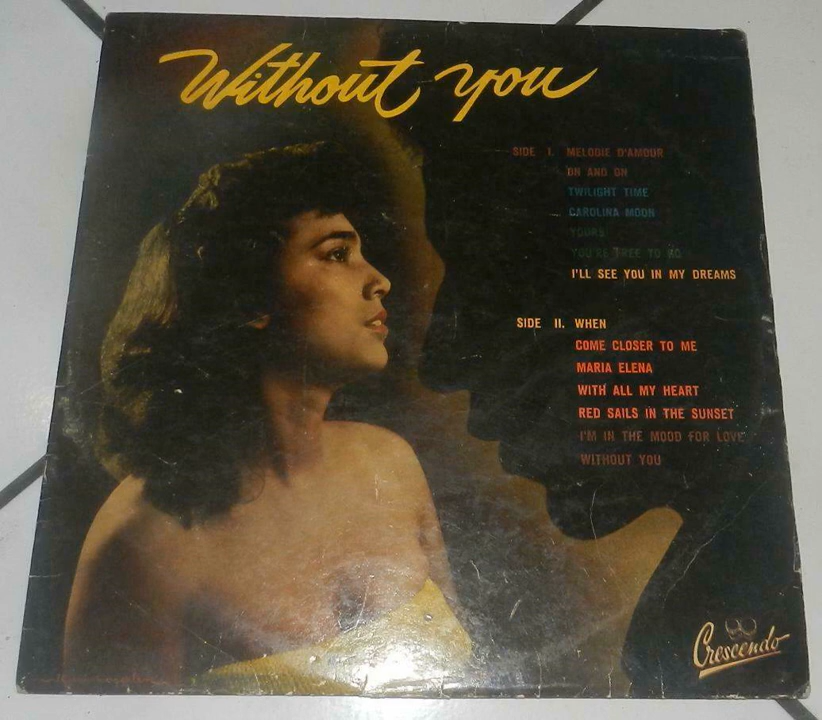 Without you
SIDE I. MELODIE D'AMOUR
ON AND ON
TWILIGHT TIME
CAROLINA MOON
YOURS
YOU'RE FREE TO GO
I'LL SEE YOU IN MY DREAMS
SIDE II. WHEN
COME CLOSER TO ME
MARIA ELENA
WITH ALL MY HEART
RED SAILS IN THE SUNSET
I'M IN THE MOOD FOR LOVE
WITHOUT YOU
Crescendo